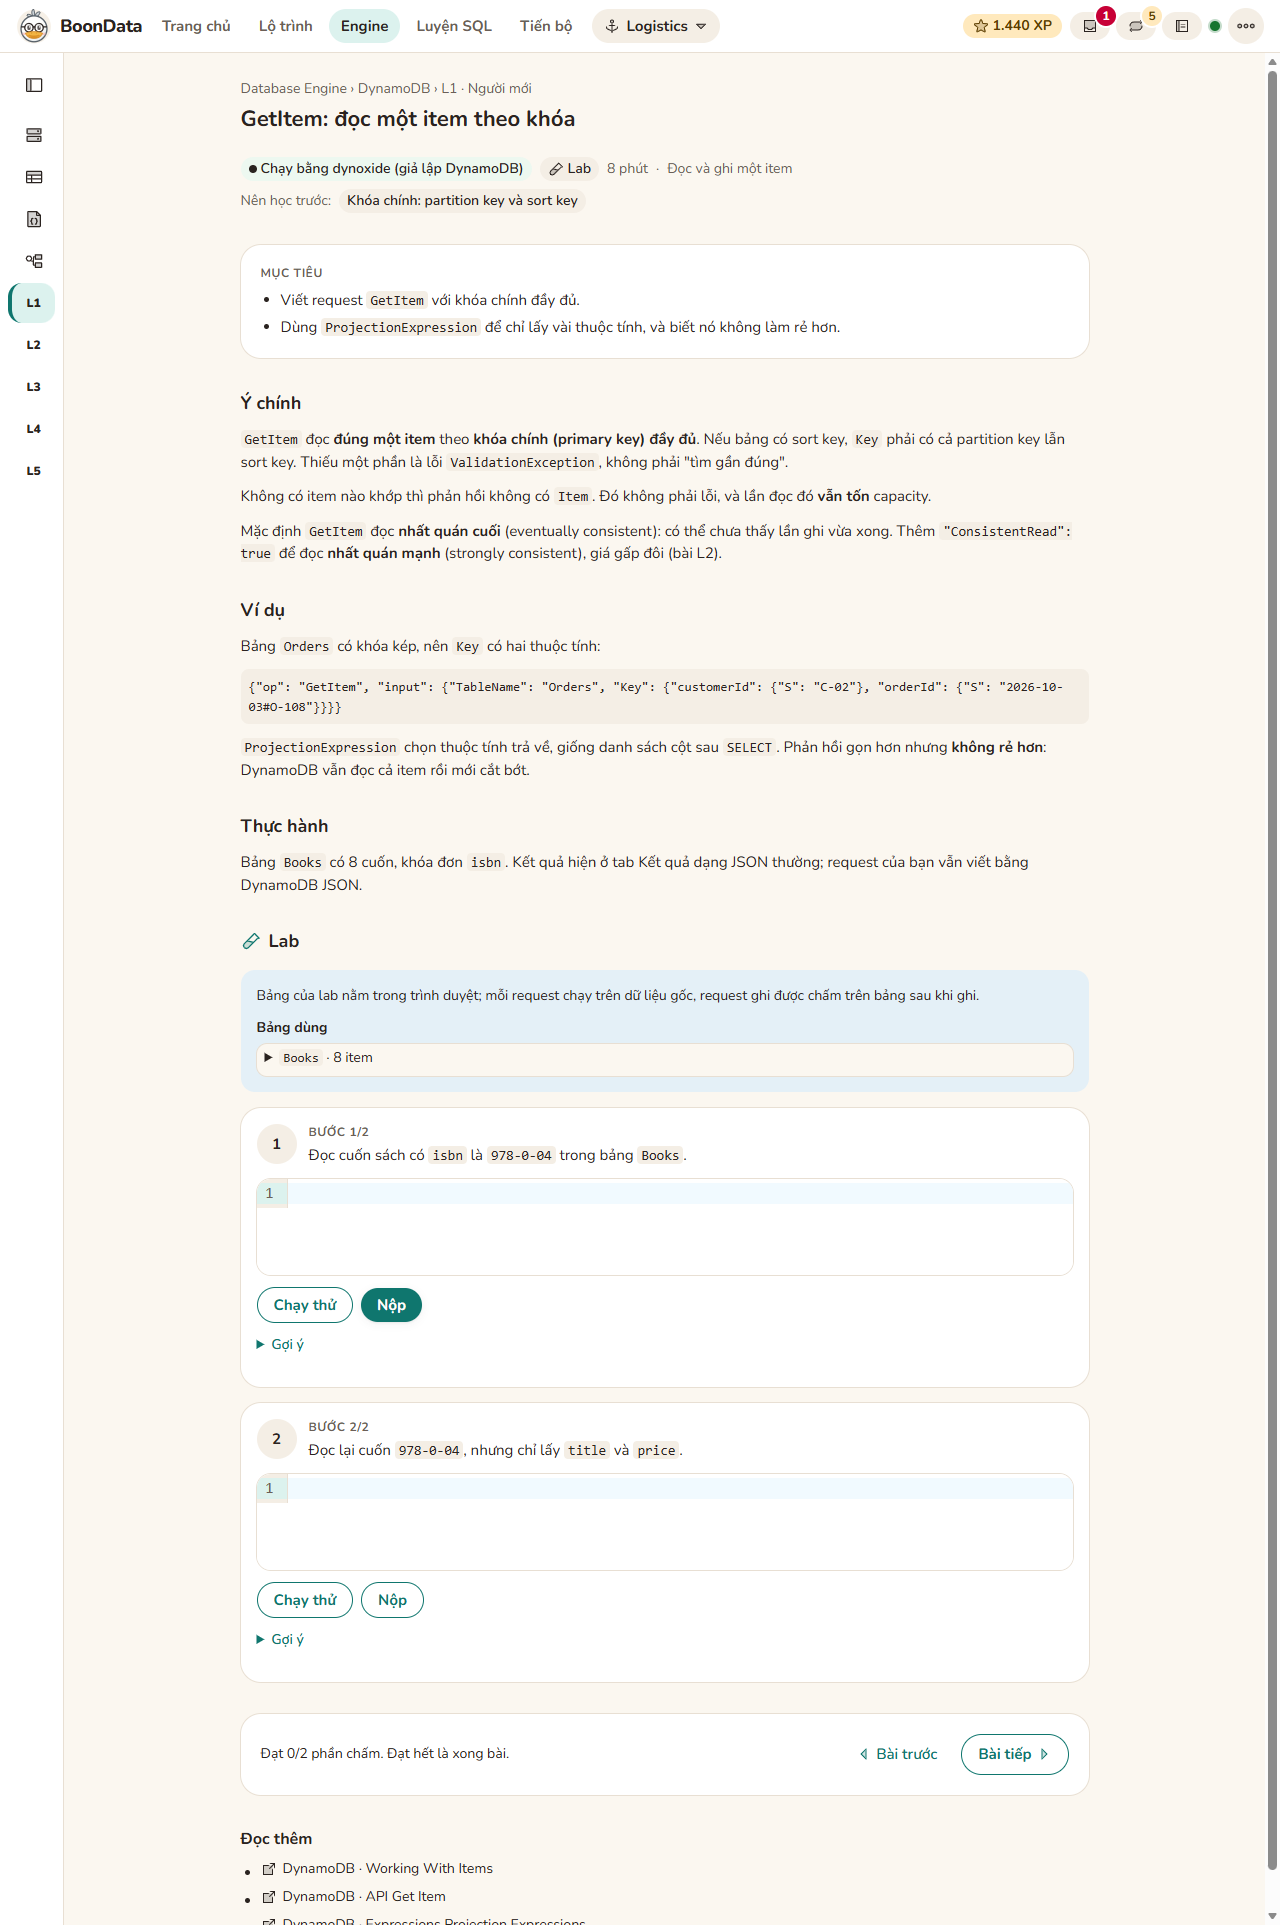 BoonData Trang chủ Lộ trình Engine Luyện SQL Tiến bộ Logistics 1.440 XP 1 5
Database Engine › DynamoDB › L1 · Người mới
GetItem: đọc một item theo khóa
Chạy bằng dynoxide (giả lập DynamoDB) Lab 8 phút · Đọc và ghi một item
Nên học trước: Khóa chính: partition key và sort key
L1
L2
L3
L4
L5
MỤC TIÊU
• Viết request GetItem với khóa chính đầy đủ.
• Dùng ProjectionExpression để chỉ lấy vài thuộc tính, và biết nó không làm rẻ hơn.
Ý chính
GetItem đọc đúng một item theo khóa chính (primary key) đầy đủ. Nếu bảng có sort key, Key phải có cả partition key lẫn
sort key. Thiếu một phần là lỗi ValidationException, không phải "tìm gần đúng".
Không có item nào khớp thì phản hồi không có Item. Đó không phải lỗi, và lần đọc đó vẫn tốn capacity.
Mặc định GetItem đọc nhất quán cuối (eventually consistent): có thể chưa thấy lần ghi vừa xong. Thêm "ConsistentRead":
true để đọc nhất quán mạnh (strongly consistent), giá gấp đôi (bài L2).
Ví dụ
Bảng Orders có khóa kép, nên Key có hai thuộc tính:
{"op": "GetItem", "input": {"TableName": "Orders", "Key": {"customerId": {"S": "C-02"}, "orderId": {"S": "2026-10-
03#O-108"}}}}
ProjectionExpression chọn thuộc tính trả về, giống danh sách cột sau SELECT. Phản hồi gọn hơn nhưng không rẻ hơn:
DynamoDB vẫn đọc cả item rồi mới cắt bớt.
Thực hành
Bảng Books có 8 cuốn, khóa đơn isbn. Kết quả hiện ở tab Kết quả dạng JSON thường; request của bạn vẫn viết bằng
DynamoDB JSON.
Lab
Bảng của lab nằm trong trình duyệt; mỗi request chạy trên dữ liệu gốc, request ghi được chấm trên bảng sau khi ghi.
Bảng dùng
Books · 8 item
1 BƯỚC 1/2
Đọc cuốn sách có isbn là 978-0-04 trong bảng Books.
1
Chạy thử Nộp
Gợi ý
2 BƯỚC 2/2
Đọc lại cuốn 978-0-04, nhưng chỉ lấy title và price.
1
Chạy thử Nộp
Gợi ý
Đạt 0/2 phần chấm. Đạt hết là xong bài. Bài trước Bài tiếp
Đọc thêm
• DynamoDB · Working With Items
• DynamoDB · API Get Item
DynamoDB · Expressions Projection Expressions